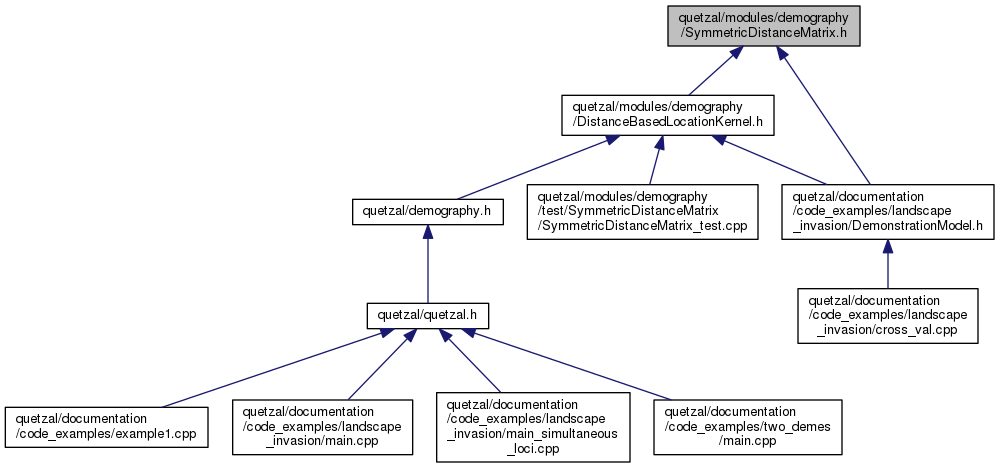 quetzal/modules/demography
/SymmetricDistanceMatrix.h
quetzal/modules/demography
/DistanceBasedLocationKernel.h
quetzal/demography.h
quetzal/modules/demography
/test/SymmetricDistanceMatrix
/SymmetricDistanceMatrix_test.cpp
quetzal/documentation
/code_examples/landscape
_invasion/DemonstrationModel.h
quetzal/quetzal.h
quetzal/documentation
/code_examples/landscape
_invasion/cross_val.cpp
quetzal/documentation
/code_examples/example1.cpp
quetzal/documentation
/code_examples/landscape
_invasion/main.cpp
quetzal/documentation
/code_examples/landscape
_invasion/main_simultaneous
_loci.cpp
quetzal/documentation
/code_examples/two_demes
/main.cpp